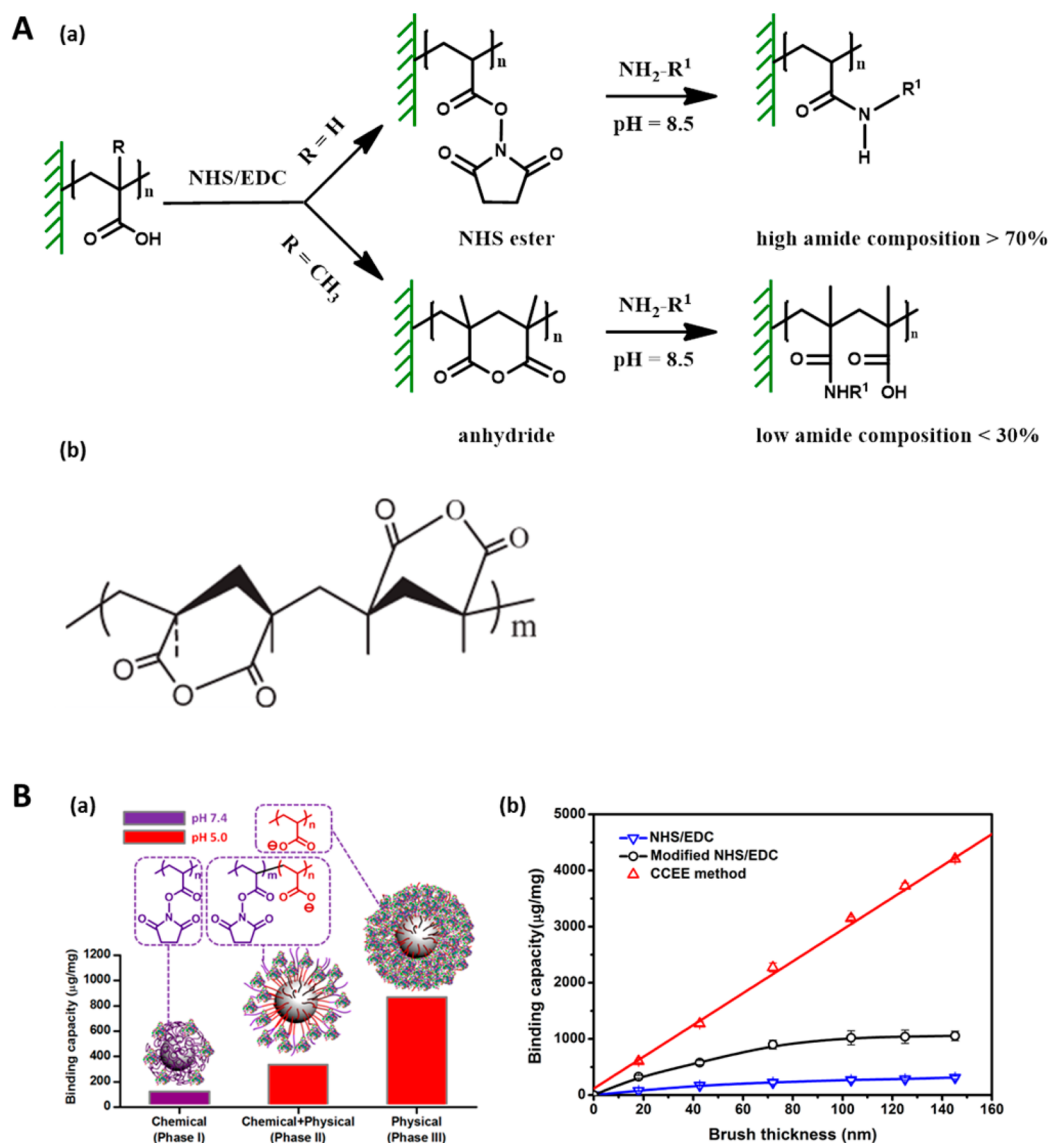 A
(a)
n
O
O
N
O
O
NHS ester
R = H
NH₂-R¹
pH = 8.5
n
O
N
R¹
H
high amide composition > 70%
R
n
O
OH
NHS/EDC
R = CH₃
n
O
O
O
anhydride
NH₂-R¹
pH = 8.5
n
O
O
NHR¹
OH
low amide composition < 30%
(b)
O
O
O
O
O
O
m
B
(a)
pH 7.4
pH 5.0
n
⊖O
O
n
O
O
O
N
O
m
n
O
O
O
O
⊖
O
N
O
Binding capacity (µg/mg)
1200
1000
800
600
400
200
0
Chemical
(Phase I)
Chemical+Physical
(Phase II)
Physical
(Phase III)
(b)
NHS/EDC
Modified NHS/EDC
CCEE method
Binding capacity(µg/mg)
5000
4000
3000
2000
1000
0
0 20 40 60 80 100 120 140 160
Brush thickness (nm)